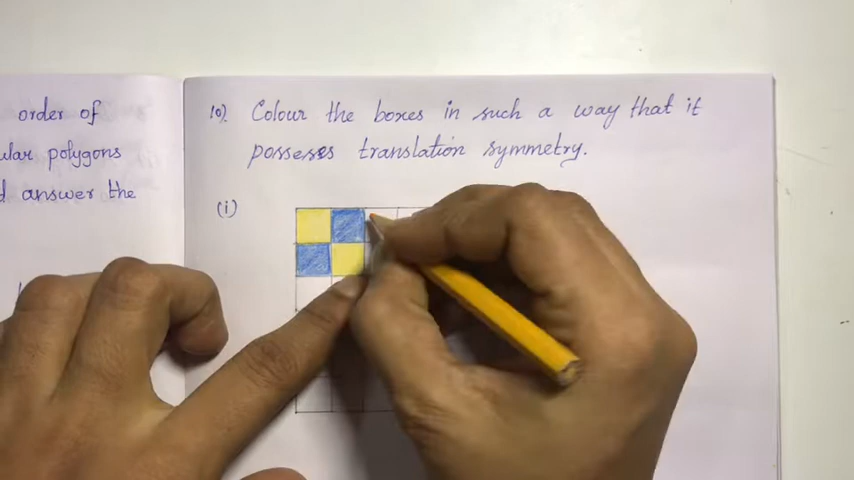 order of
ular polygons
d answer the
10). Colour the boxes in such a way that it
possesses translation symmetry.
(i)